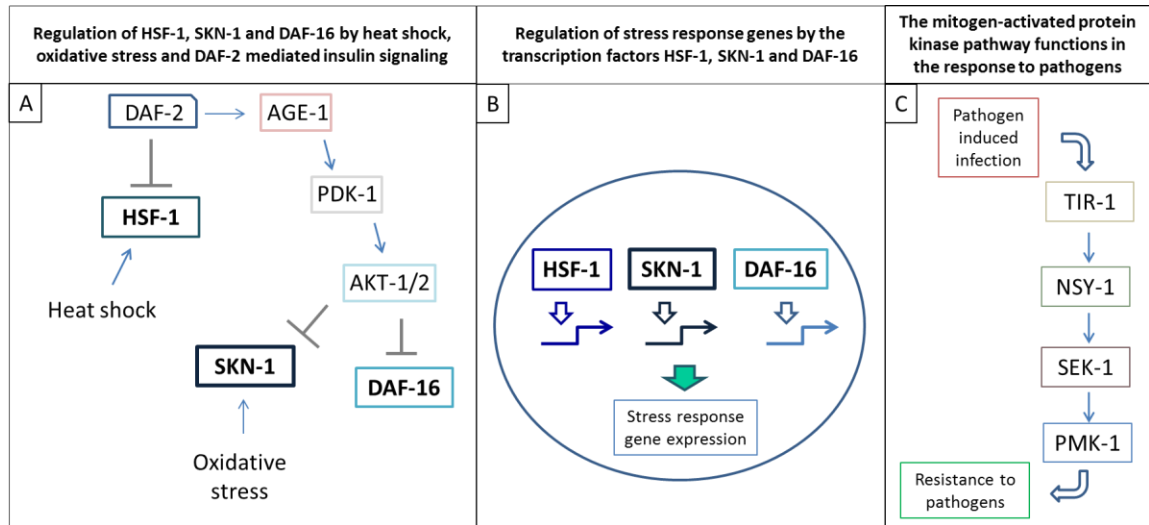 Regulation of HSF-1, SKN-1 and DAF-16 by heat shock,
oxidative stress and DAF-2 mediated insulin signaling
Regulation of stress response genes by the
transcription factors HSF-1, SKN-1 and DAF-16
The mitogen-activated protein
kinase pathway functions in
the response to pathogens
A
DAF-2
AGE-1
PDK-1
HSF-1
AKT-1/2
Heat shock
SKN-1
DAF-16
Oxidative
stress
B
HSF-1
SKN-1
DAF-16
Stress response
gene expression
C
Pathogen
induced
infection
TIR-1
NSY-1
SEK-1
PMK-1
Resistance to
pathogens